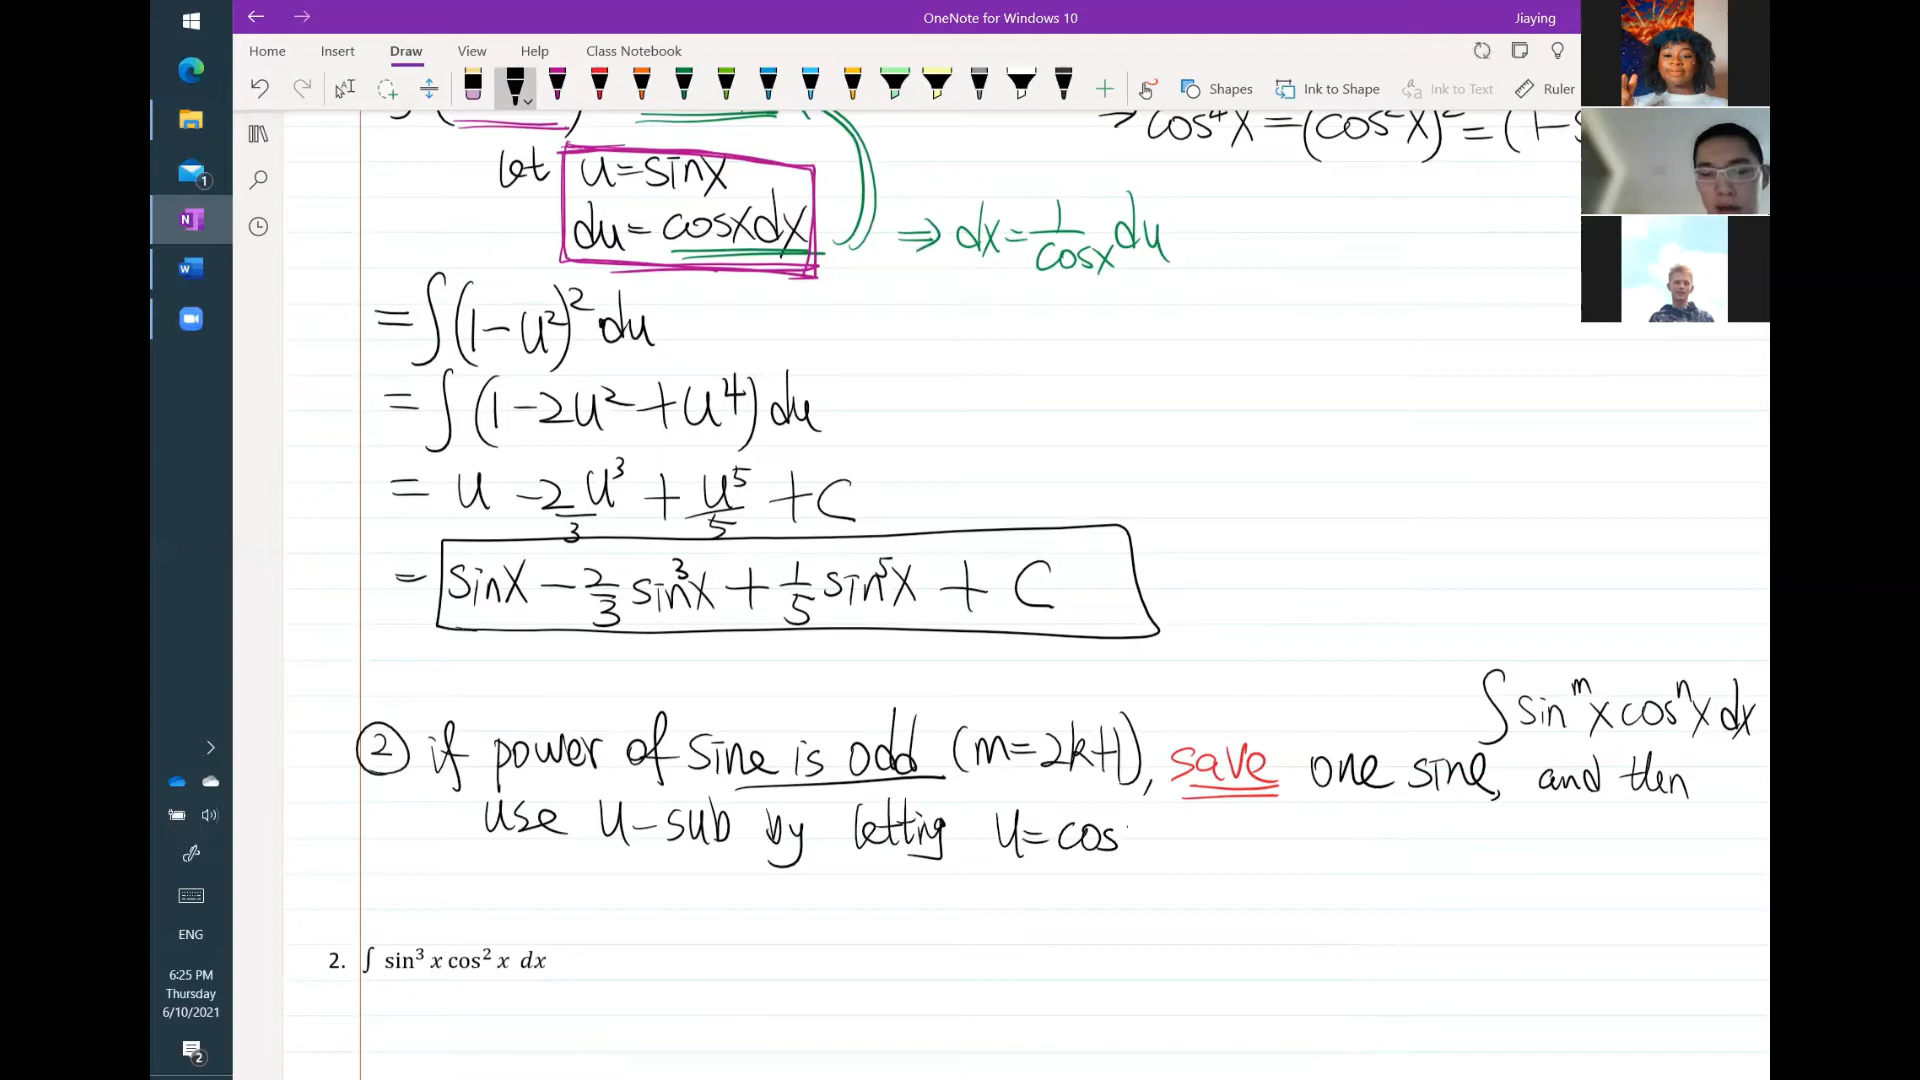 OneNote for Windows 10
Jiaying
Home Insert Draw View Help Class Notebook
Shapes Ink to Shape Ink to Text Ruler
⇒ cos⁴x = (cos²x)² = (1-s
let u = sinx
du = cosxdx ⇒ dx = 1/cosx du
= ∫(1-u²)² du
= ∫(1-2u²+u⁴) du
= u - 2/3 u³ + u⁵/5 + C
= sinx - 2/3 sin³x + 1/5 sin⁵x + C
∫ sinᵐx cosⁿx dx
② if power of sine is odd (m=2k+1), save one sine, and then
use u-sub by letting u = cos
2. ∫ sin³ x cos² x dx
1
N
W
ENG
6:25 PM
Thursday
6/10/2021
2